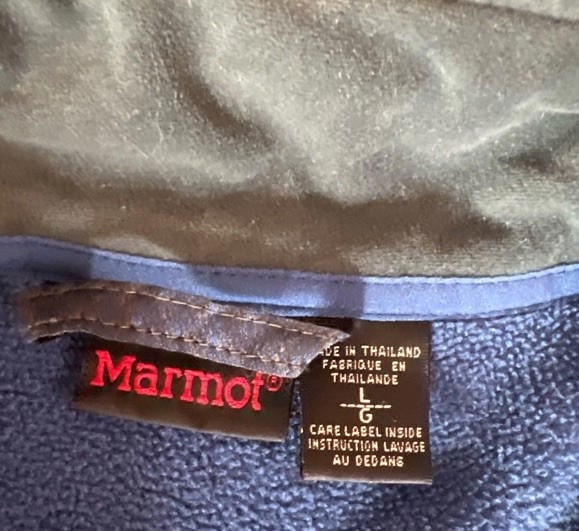 Marmot®
DE IN THAILAND
FABRIQUE EN
THAILANDE
L
G
CARE LABEL INSIDE
INSTRUCTION LAVAGE
AU DEDANS